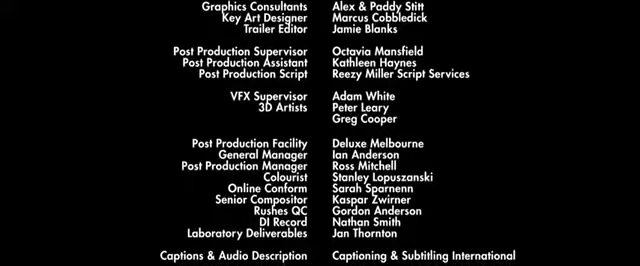 Graphics Consultants Alex & Paddy Stitt
Key Art Designer Marcus Cobbledick
Trailer Editor Jamie Blanks
Post Production Supervisor Octavia Mansfield
Post Production Assistant Kathleen Haynes
Post Production Script Reezy Miller Script Services
VFX Supervisor Adam White
3D Artists Peter Leary
Greg Cooper
Post Production Facility Deluxe Melbourne
General Manager Ian Anderson
Post Production Manager Ross Mitchell
Colourist Stanley Lopuszanski
Online Conform Sarah Sparnenn
Senior Compositor Kaspar Zwirner
Rushes QC Gordon Anderson
DI Record Nathan Smith
Laboratory Deliverables Jan Thornton
Captions & Audio Description Captioning & Subtitling International